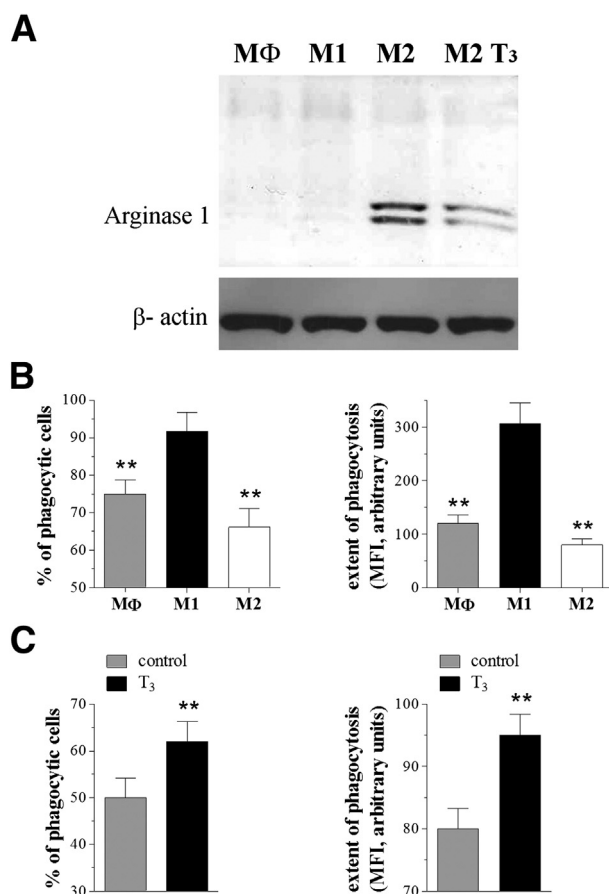 A
MΦ M1 M2 M2 T₃
Arginase 1
β- actin
B
% of phagocytic cells
100
90
80
70
60
50
**
**
MΦ M1 M2
extent of phagocytosis
(MFI, arbitrary units)
300
200
100
0
**
**
MΦ M1 M2
C
control
T₃
% of phagocytic cells
70
60
50
40
30
**
control
T₃
extent of phagocytosis
(MFI, arbitrary units)
100
90
80
70
**